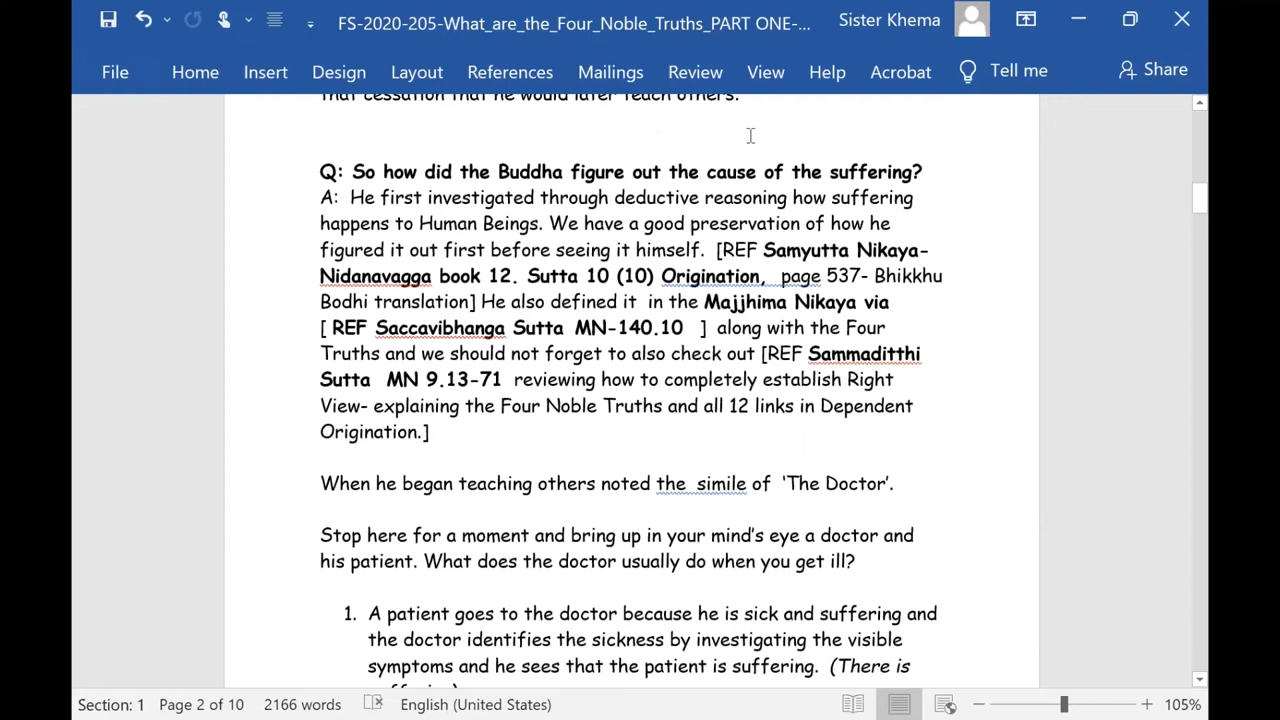 FS-2020-205-What_are_the_Four_Noble_Truths_PART ONE-...
Sister Khema
File Home Insert Design Layout References Mailings Review View Help Acrobat Tell me Share
that cessation that he would later teach others.
Q: So how did the Buddha figure out the cause of the suffering?
A: He first investigated through deductive reasoning how suffering
happens to Human Beings. We have a good preservation of how he
figured it out first before seeing it himself. [REF Samyutta Nikaya-
Nidanavagga book 12. Sutta 10 (10) Origination, page 537- Bhikkhu
Bodhi translation] He also defined it in the Majjhima Nikaya via
[ REF Saccavibhanga Sutta MN-140.10 ] along with the Four
Truths and we should not forget to also check out [REF Sammaditthi
Sutta MN 9.13-71 reviewing how to completely establish Right
View- explaining the Four Noble Truths and all 12 links in Dependent
Origination.]
When he began teaching others noted the simile of ‘The Doctor’.
Stop here for a moment and bring up in your mind’s eye a doctor and
his patient. What does the doctor usually do when you get ill?
1. A patient goes to the doctor because he is sick and suffering and
the doctor identifies the sickness by investigating the visible
symptoms and he sees that the patient is suffering. (There is
Section: 1 Page 2 of 10 2166 words English (United States) 105%